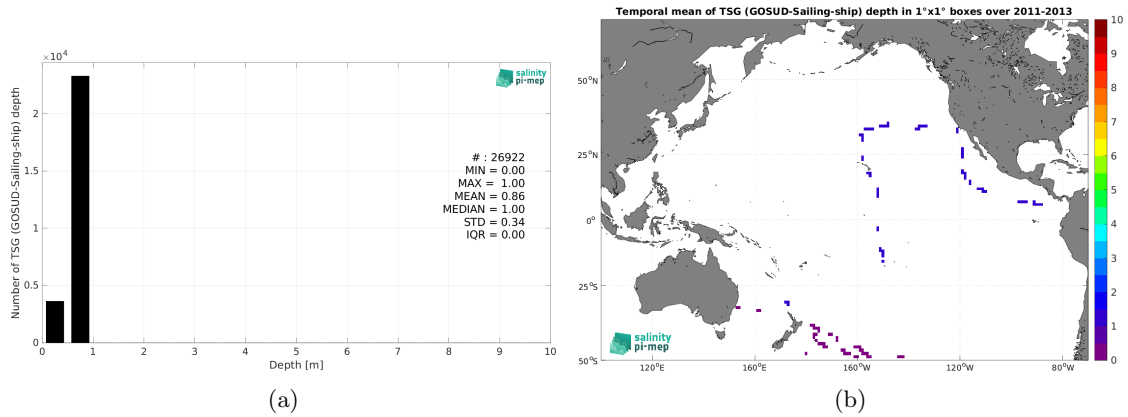 ×10⁴
salinity
pi-mep
Number of TSG (GOSUD-Sailing-ship) depth
2
1.5
1
0.5
0
# : 26922
MIN = 0.00
MAX = 1.00
MEAN = 0.86
MEDIAN = 1.00
STD = 0.34
IQR = 0.00
0 1 2 3 4 5 6 7 8 9 10
Depth [m]
(a)
Temporal mean of TSG (GOSUD-Sailing-ship) depth in 1°x1° boxes over 2011-2013
50°N
25°N
0°
25°S
50°S
120°E 160°E 160°W 120°W 80°W
salinity
pi-mep
10
9
8
7
6
5
4
3
2
1
0
(b)